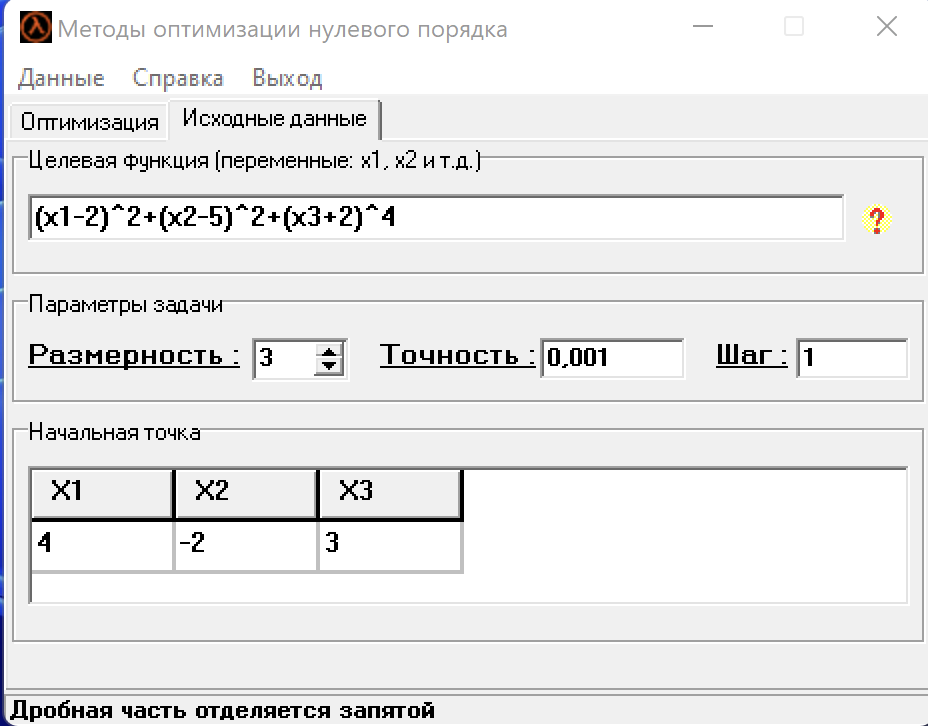 Методы оптимизации нулевого порядка
Данные Справка Выход
Оптимизация Исходные данные
Целевая функция (переменные: x1, x2 и т.д.)
(x1-2)^2+(x2-5)^2+(x3+2)^4 ?
Параметры задачи
Размерность : 3 Точность : 0,001 Шаг : 1
Начальная точка
X1 X2 X3
4 -2 3
Дробная часть отделяется запятой